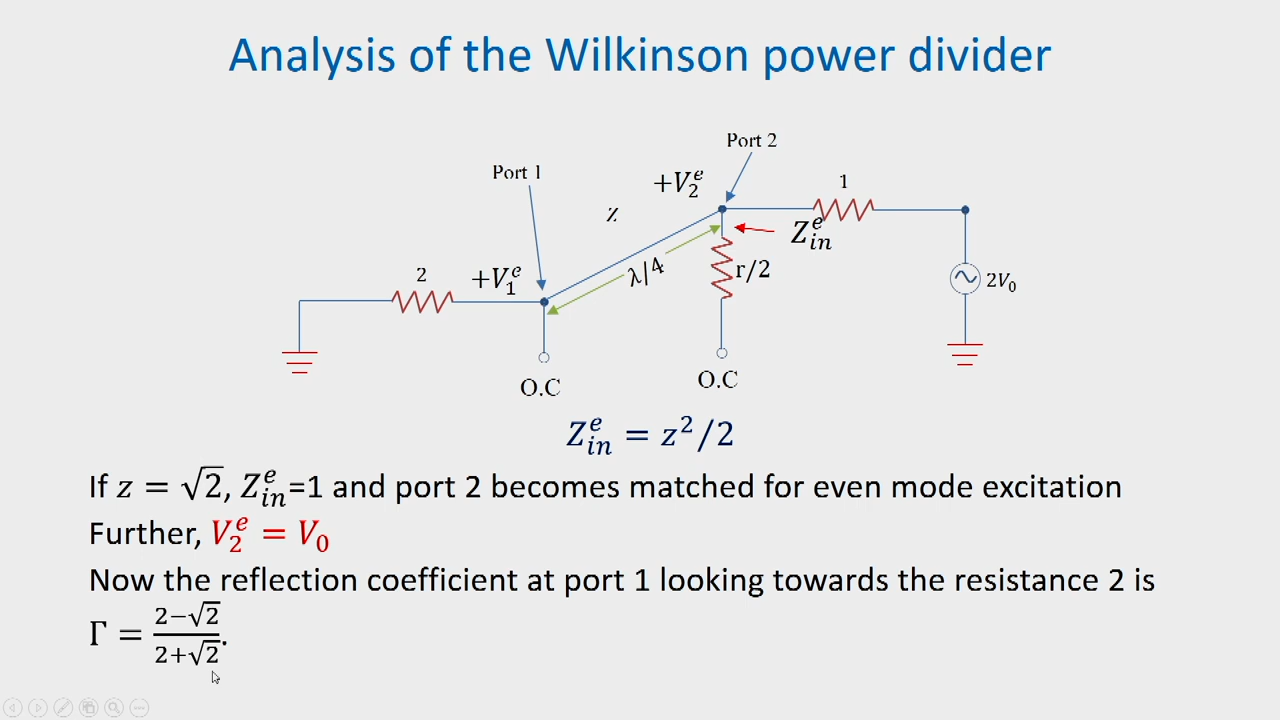 Analysis of the Wilkinson power divider
Port 2
Port 1
+V₂ᵉ
1
z
Zᵢₙᵉ
2
+V₁ᵉ
λ/4
r/2
2V₀
O.C
O.C
Zᵢₙᵉ = z²/2
If z = √2, Zᵢₙᵉ=1 and port 2 becomes matched for even mode excitation
Further, V₂ᵉ = V₀
Now the reflection coefficient at port 1 looking towards the resistance 2 is
Γ = (2−√2)/(2+√2).